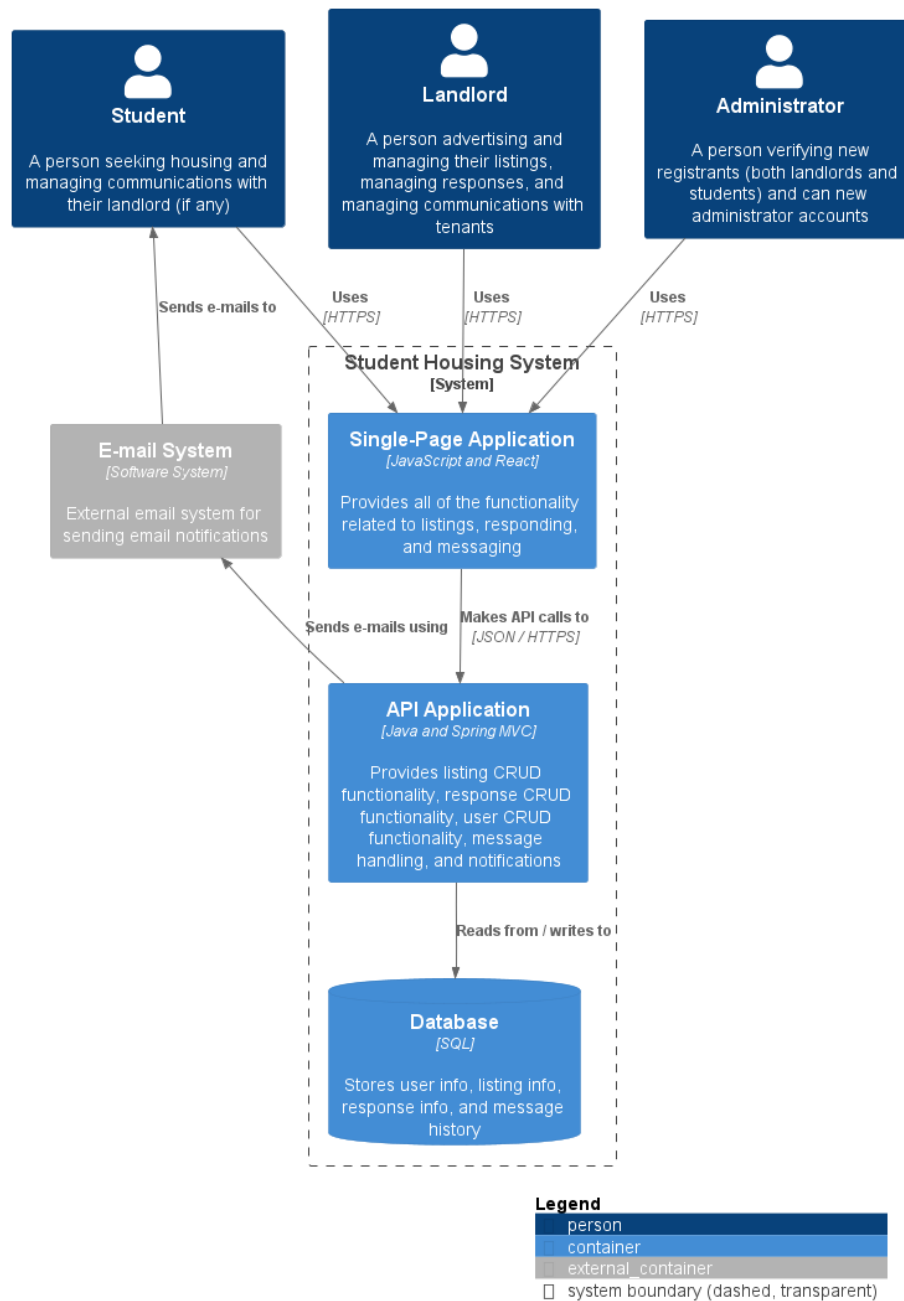 Student
A person seeking housing and
managing communications with
their landlord (if any)
Landlord
A person advertising and
managing their listings,
managing responses, and
managing communications with
tenants
Administrator
A person verifying new
registrants (both landlords and
students) and can new
administrator accounts
Sends e-mails to
Uses
[HTTPS]
Uses
[HTTPS]
Uses
[HTTPS]
Student Housing System
[System]
E-mail System
[Software System]
External email system for
sending email notifications
Single-Page Application
[JavaScript and React]
Provides all of the functionality
related to listings, responding,
and messaging
Sends e-mails using
Makes API calls to
[JSON / HTTPS]
API Application
[Java and Spring MVC]
Provides listing CRUD
functionality, response CRUD
functionality, user CRUD
functionality, message
handling, and notifications
Reads from / writes to
Database
[SQL]
Stores user info, listing info,
response info, and message
history
Legend
person
container
external_container
system boundary (dashed, transparent)